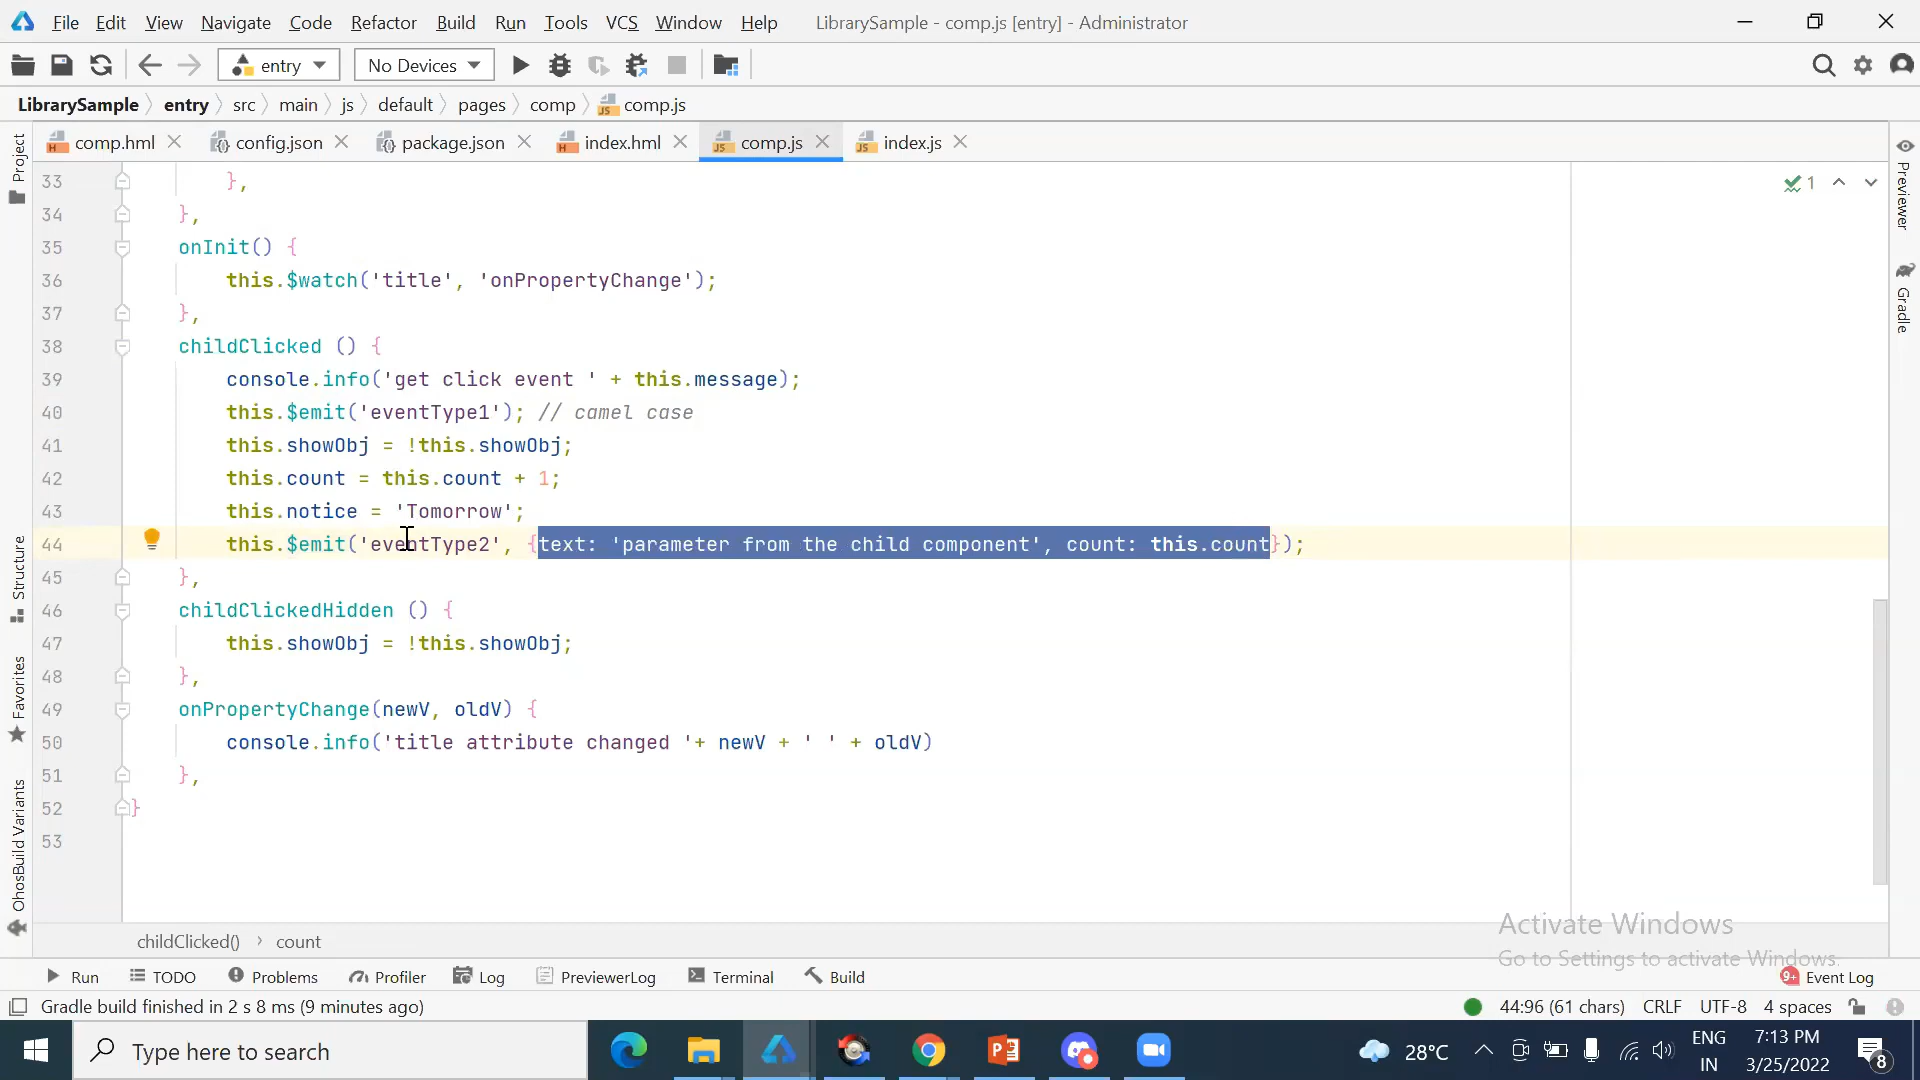 File Edit View Navigate Code Refactor Build Run Tools VCS Window Help LibrarySample - comp.js [entry] - Administrator
entry No Devices
LibrarySample entry src main js default pages comp comp.js
Project comp.hml config.json package.json index.hml comp.js index.js
33 },
34 },
35 onInit() {
36 this.$watch('title', 'onPropertyChange');
37 },
38 childClicked () {
39 console.info('get click event ' + this.message);
40 this.$emit('eventType1'); // camel case
41 this.showObj = !this.showObj;
42 this.count = this.count + 1;
43 this.notice = 'Tomorrow';
44 this.$emit('eventType2', {text: 'parameter from the child component', count: this.count});
45 },
46 childClickedHidden () {
47 this.showObj = !this.showObj;
48 },
49 onPropertyChange(newV, oldV) {
50 console.info('title attribute changed '+ newV + ' ' + oldV)
51 },
52 }
53
1
Structure
Favorites
OhosBuild Variants
Previewer
Gradle
Activate Windows
Go to Settings to activate Windows.
childClicked() › count
Run TODO Problems Profiler Log PreviewerLog Terminal Build 9+ Event Log
Gradle build finished in 2 s 8 ms (9 minutes ago) 44:96 (61 chars) CRLF UTF-8 4 spaces
Type here to search 28°C ENG 7:13 PM
IN 3/25/2022 8